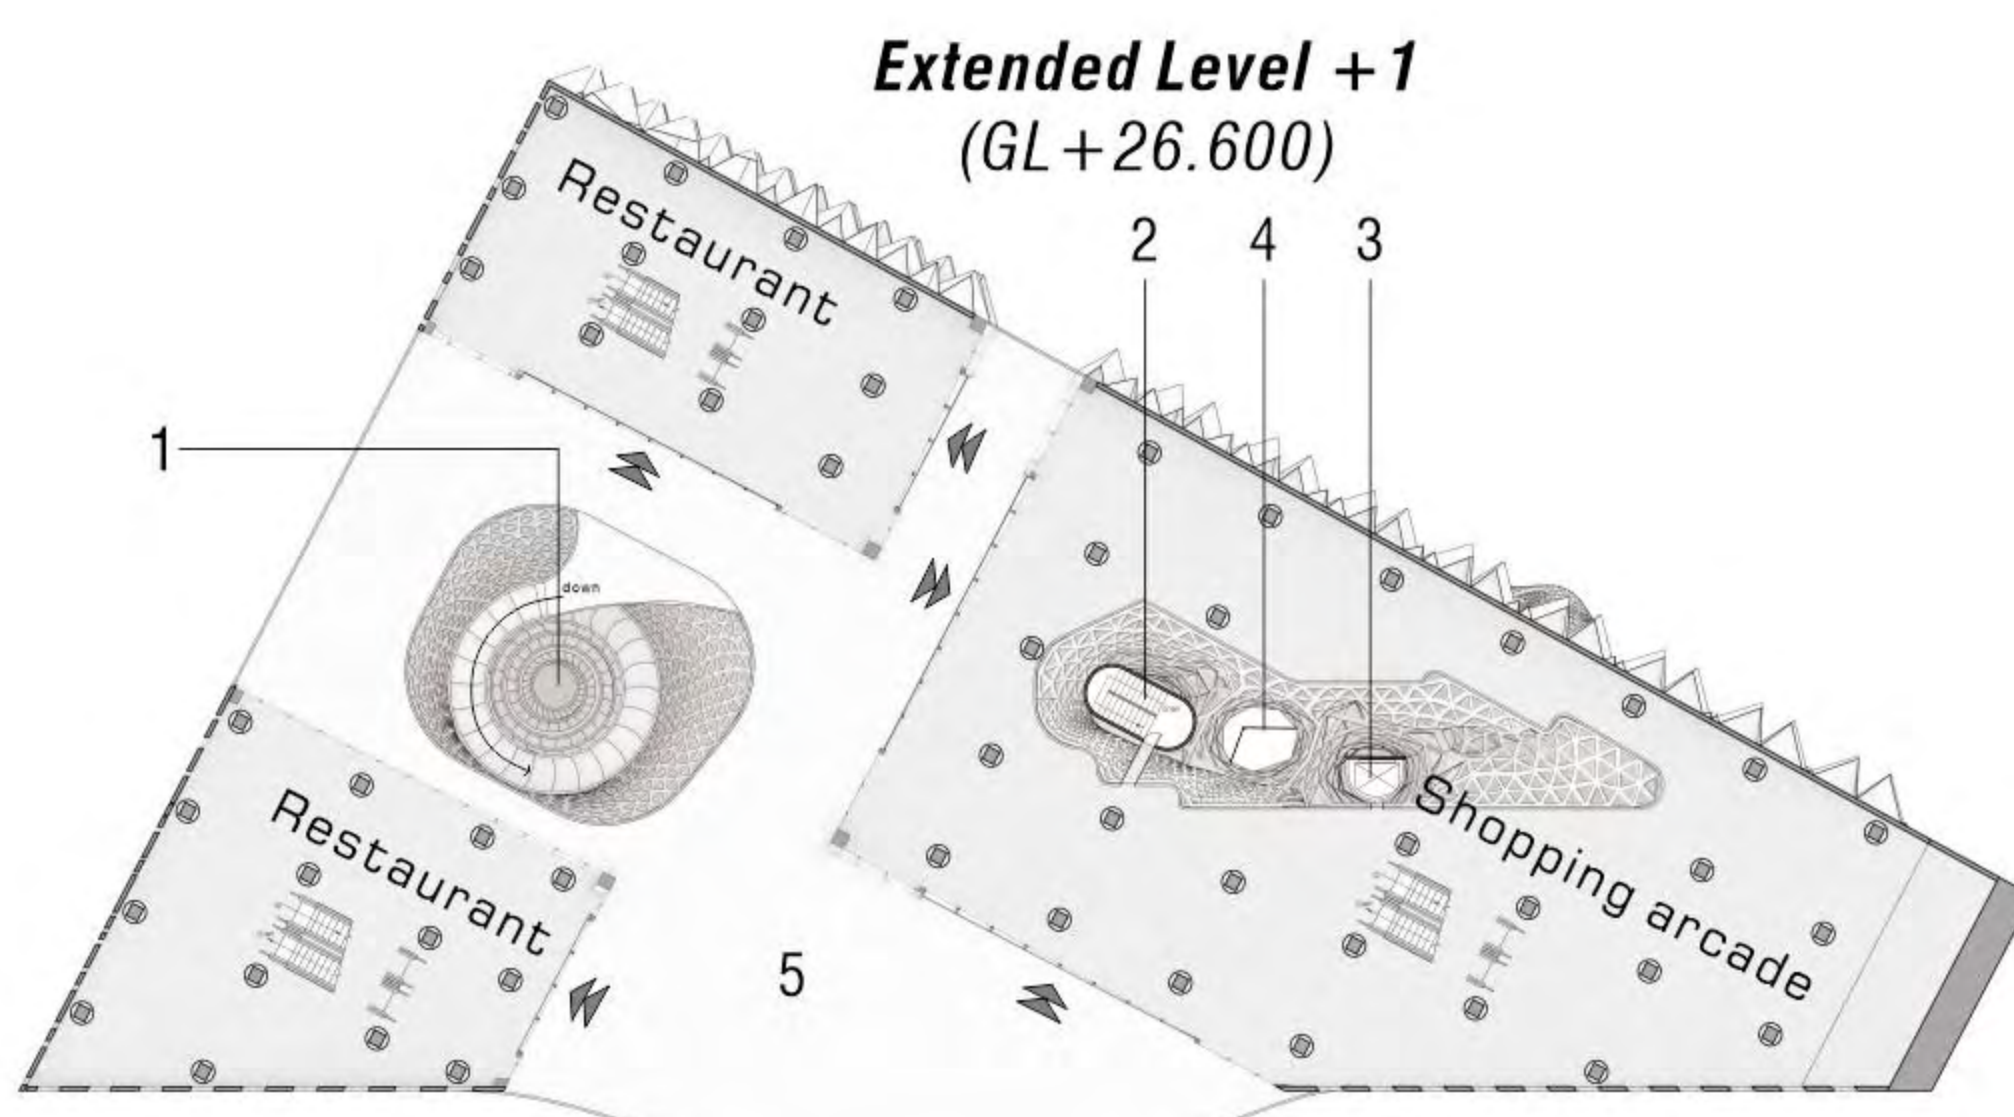 Extended Level +1
(GL+26.600)
2 4 3
Restaurant
1
down
Shopping arcade
Restaurant
5